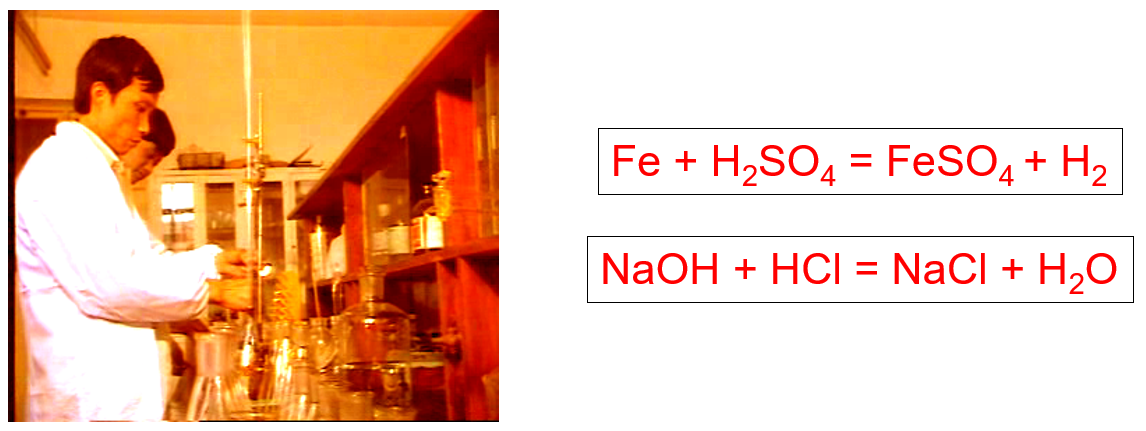 Fe + H₂SO₄ = FeSO₄ + H₂
NaOH + HCl = NaCl + H₂O